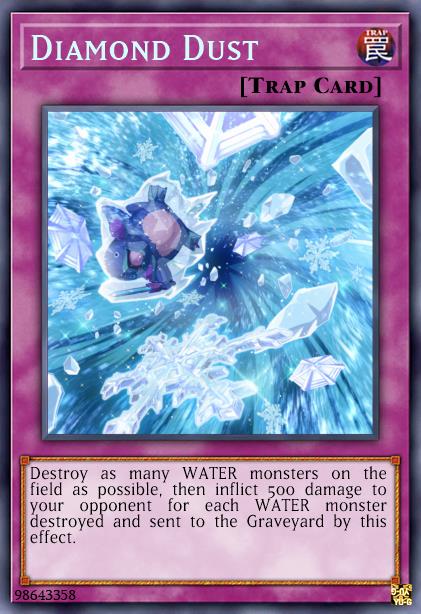 DIAMOND DUST
TRAP
罠
[TRAP CARD]
Destroy as many WATER monsters on the
field as possible, then inflict 500 damage to
your opponent for each WATER monster
destroyed and sent to the Graveyard by this
effect.
98643358